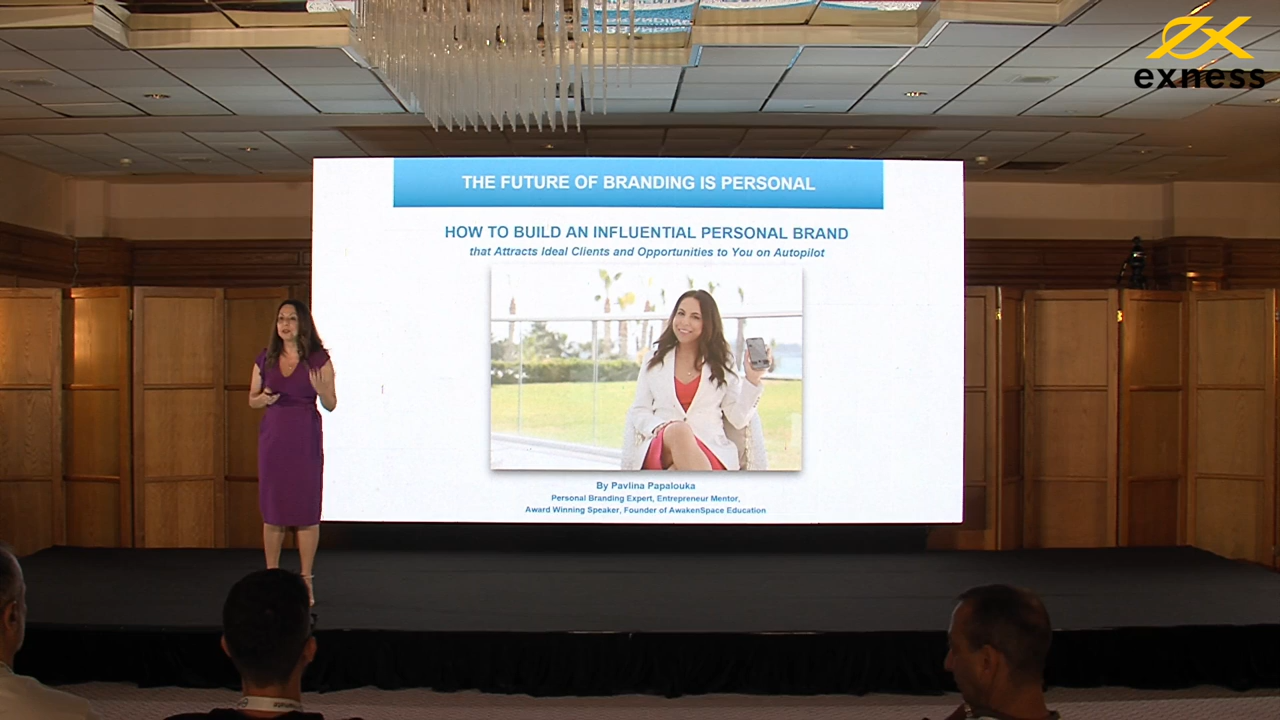 exness
THE FUTURE OF BRANDING IS PERSONAL
HOW TO BUILD AN INFLUENTIAL PERSONAL BRAND
that Attracts Ideal Clients and Opportunities to You on Autopilot
By Pavlina Papalouka
Personal Branding Expert, Entrepreneur Mentor,
Award Winning Speaker, Founder of AwakenSpace Education